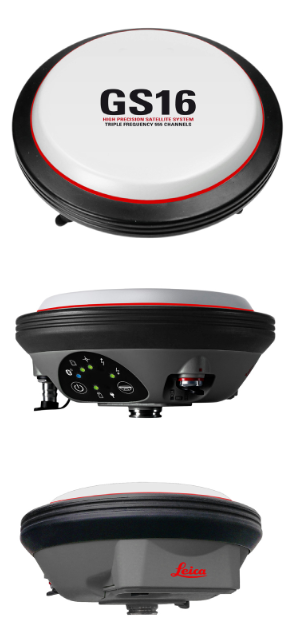 GS16
HIGH PRECISION SATELLITE SYSTEM
TRIPLE FREQUENCY 555 CHANNELS
Leica